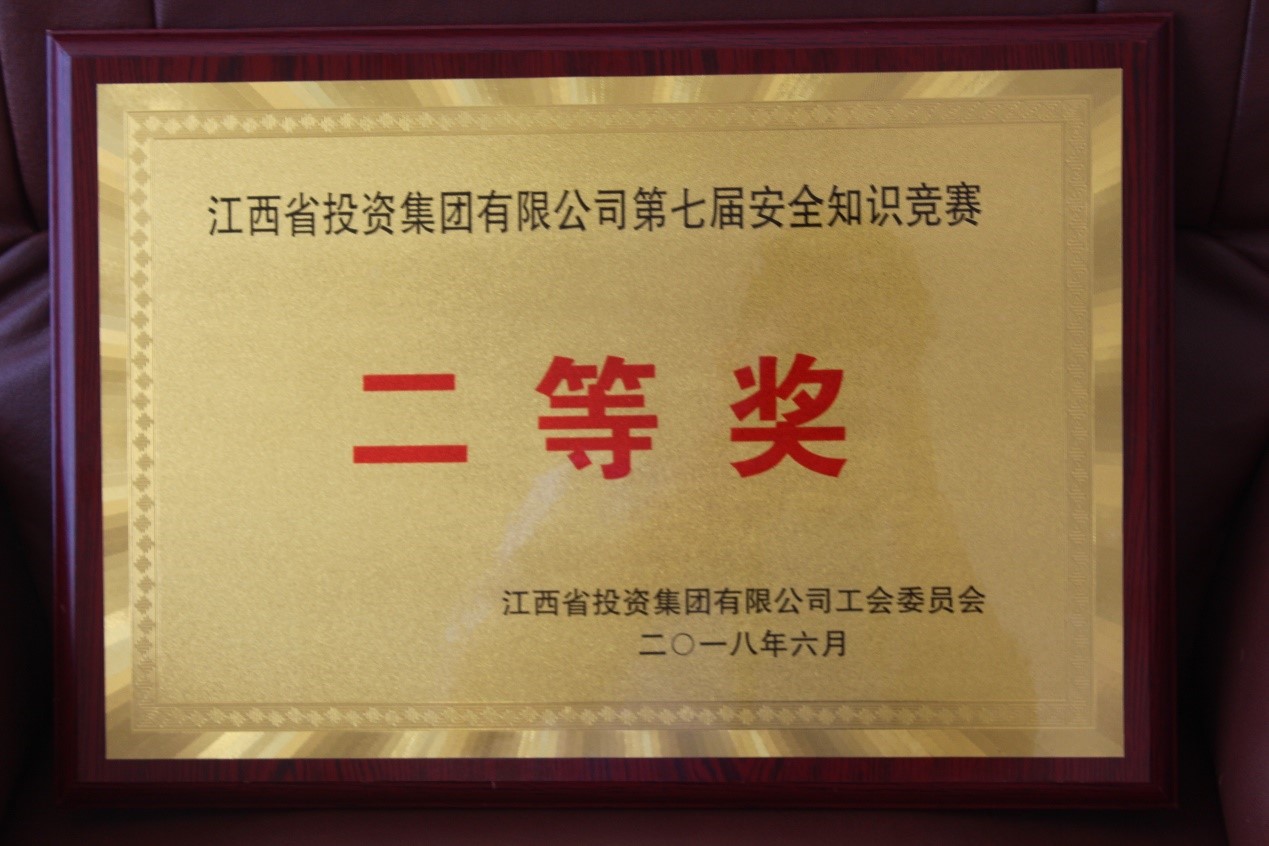 江西省投资集团有限公司第七届安全知识竞赛
二等奖
江西省投资集团有限公司工会委员会
二〇一八年六月